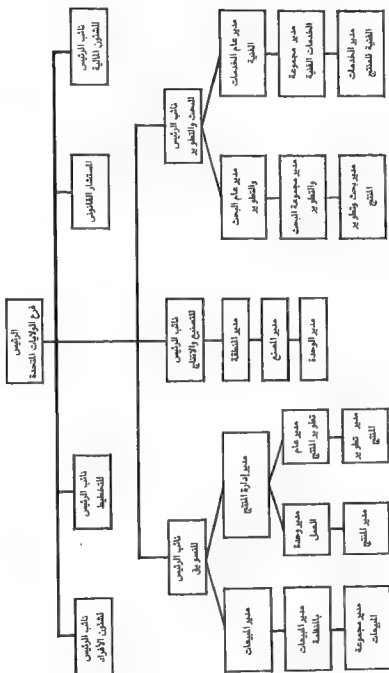 الرئيس
فرع الولايات المتحدة
نائب الرئيس
لشئون الأفراد
نائب الرئيس
للتخطيط
المستشار القانونى
نائب الرئيس
للشئون المالية
نائب الرئيس
للتسويق
نائب الرئيس
للتصنيع والانتاج
نائب الرئيس
للبحث والتطوير
مدير المبيعات
مدير إدارة المنتج
مدير المنطقة
مدير عام البحث
والتطوير
مدير عام الخدمات
الفنية
مدير المبيعات
بالمنطقة
مدير وحدة
العمل
مدير عام
تطوير المنتج
مدير المصنع
مدير مجموعة البحث
والتطوير
مدير مجموعة
الخدمات الفنية
مدير مجموعة
المبيعات
مدير المنتج
مدير تطوير
المنتج
مدير الوحدة
مدير بحث وتطوير
المنتج
مدير الخدمات
الفنية للمنتج